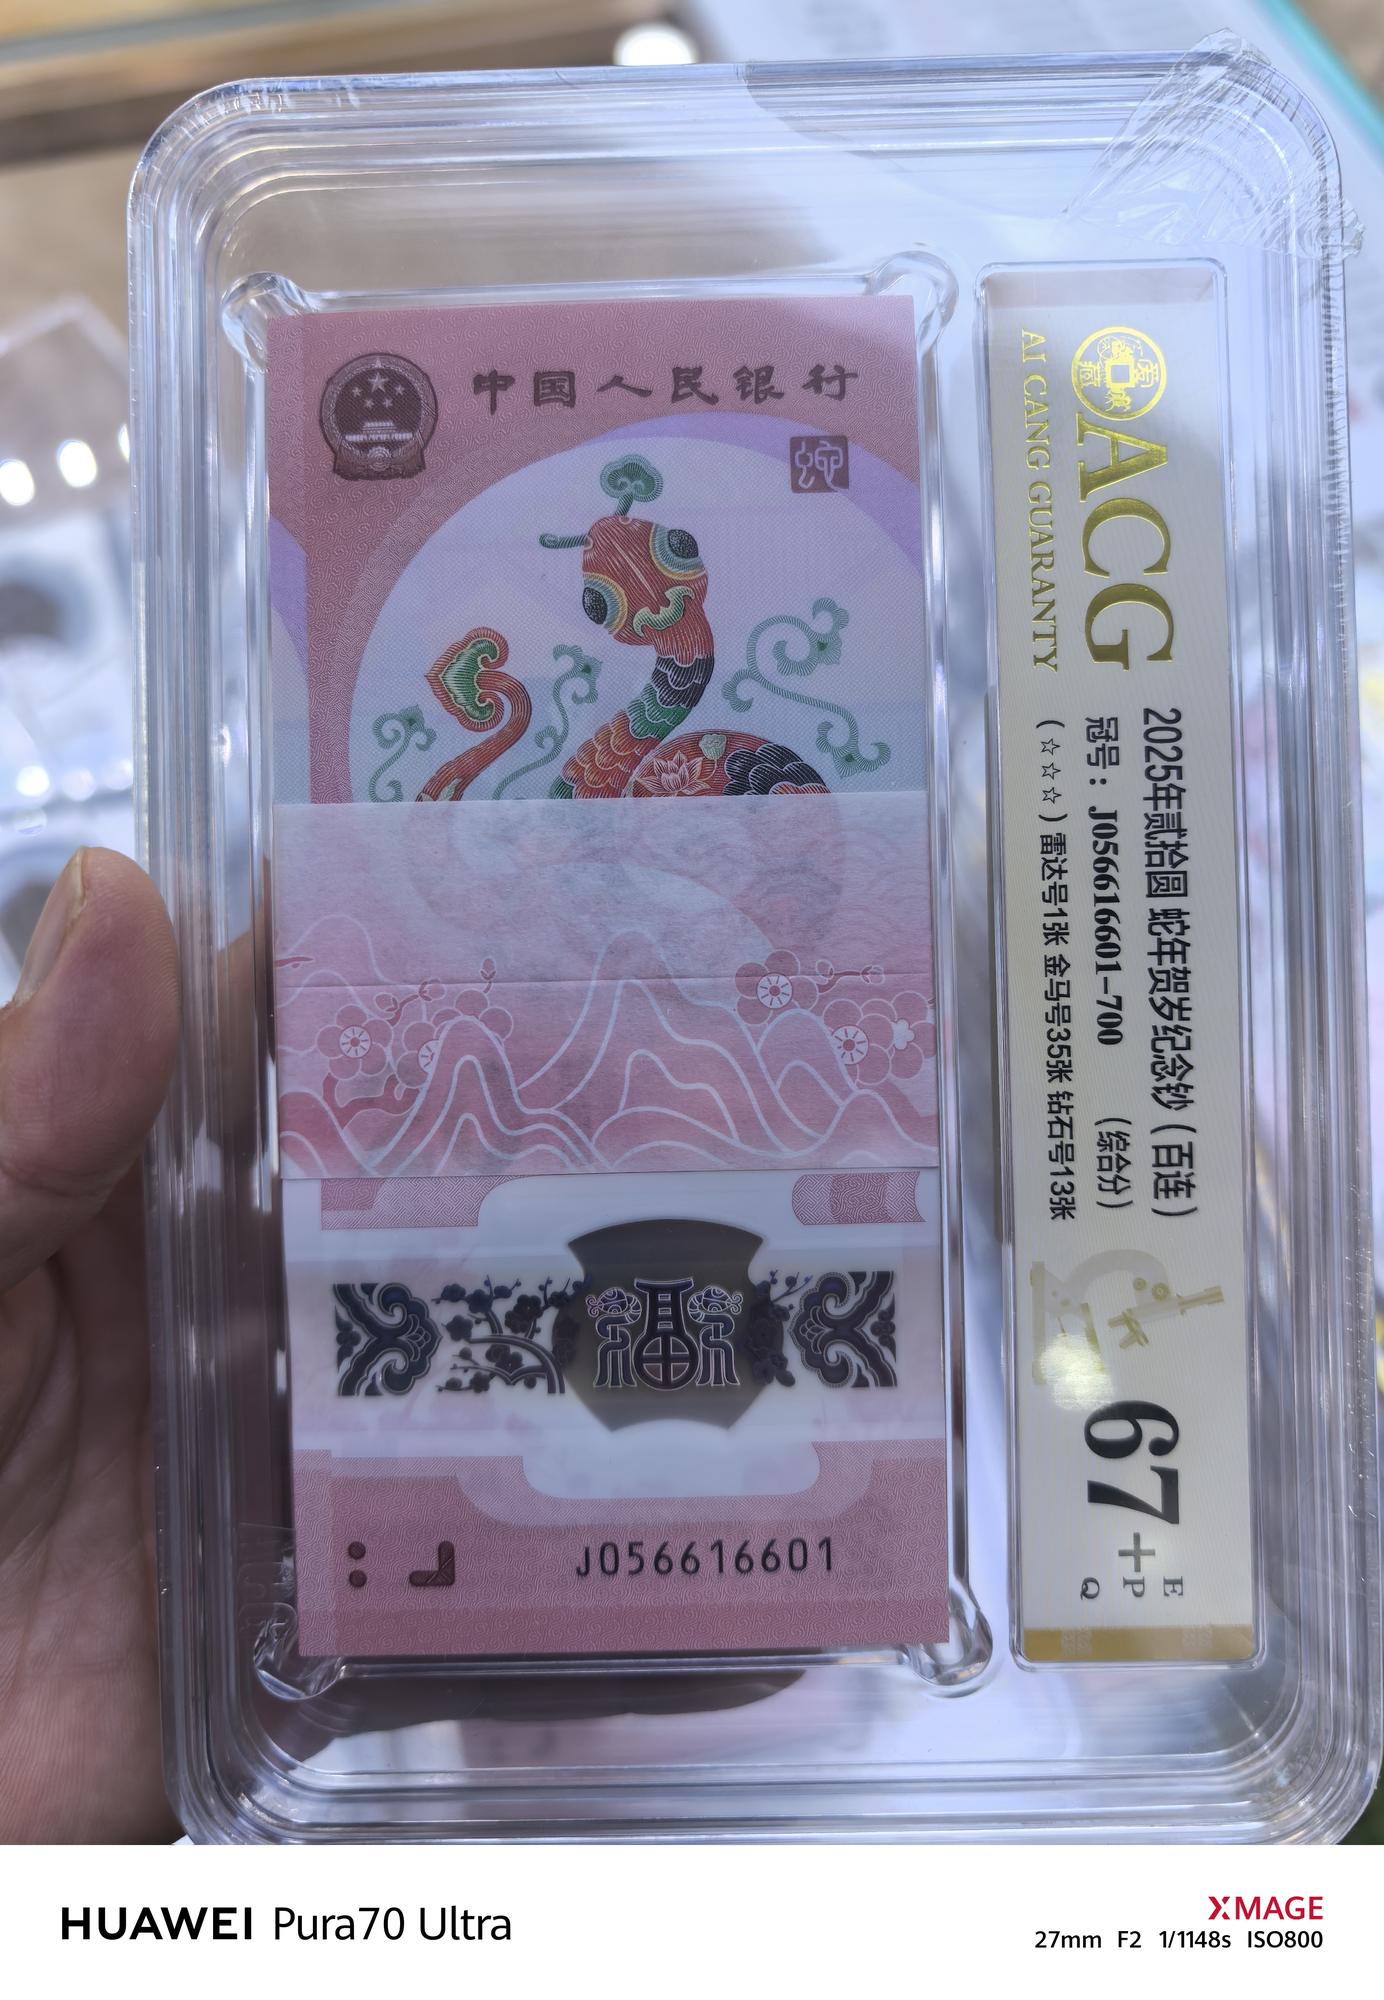 中国人民银行
蛇
J056616601
ACG
AI CANG GUARANTY
2025年贰拾圆 蛇年贺岁纪念钞（百连）
冠号：J056616601-700 （综合分）
（☆☆☆）雷达号1张 金马号35张 钻石号13张
67+
E
P
Q
HUAWEI Pura70 Ultra
XMAGE
27mm F2 1/1148s ISO800